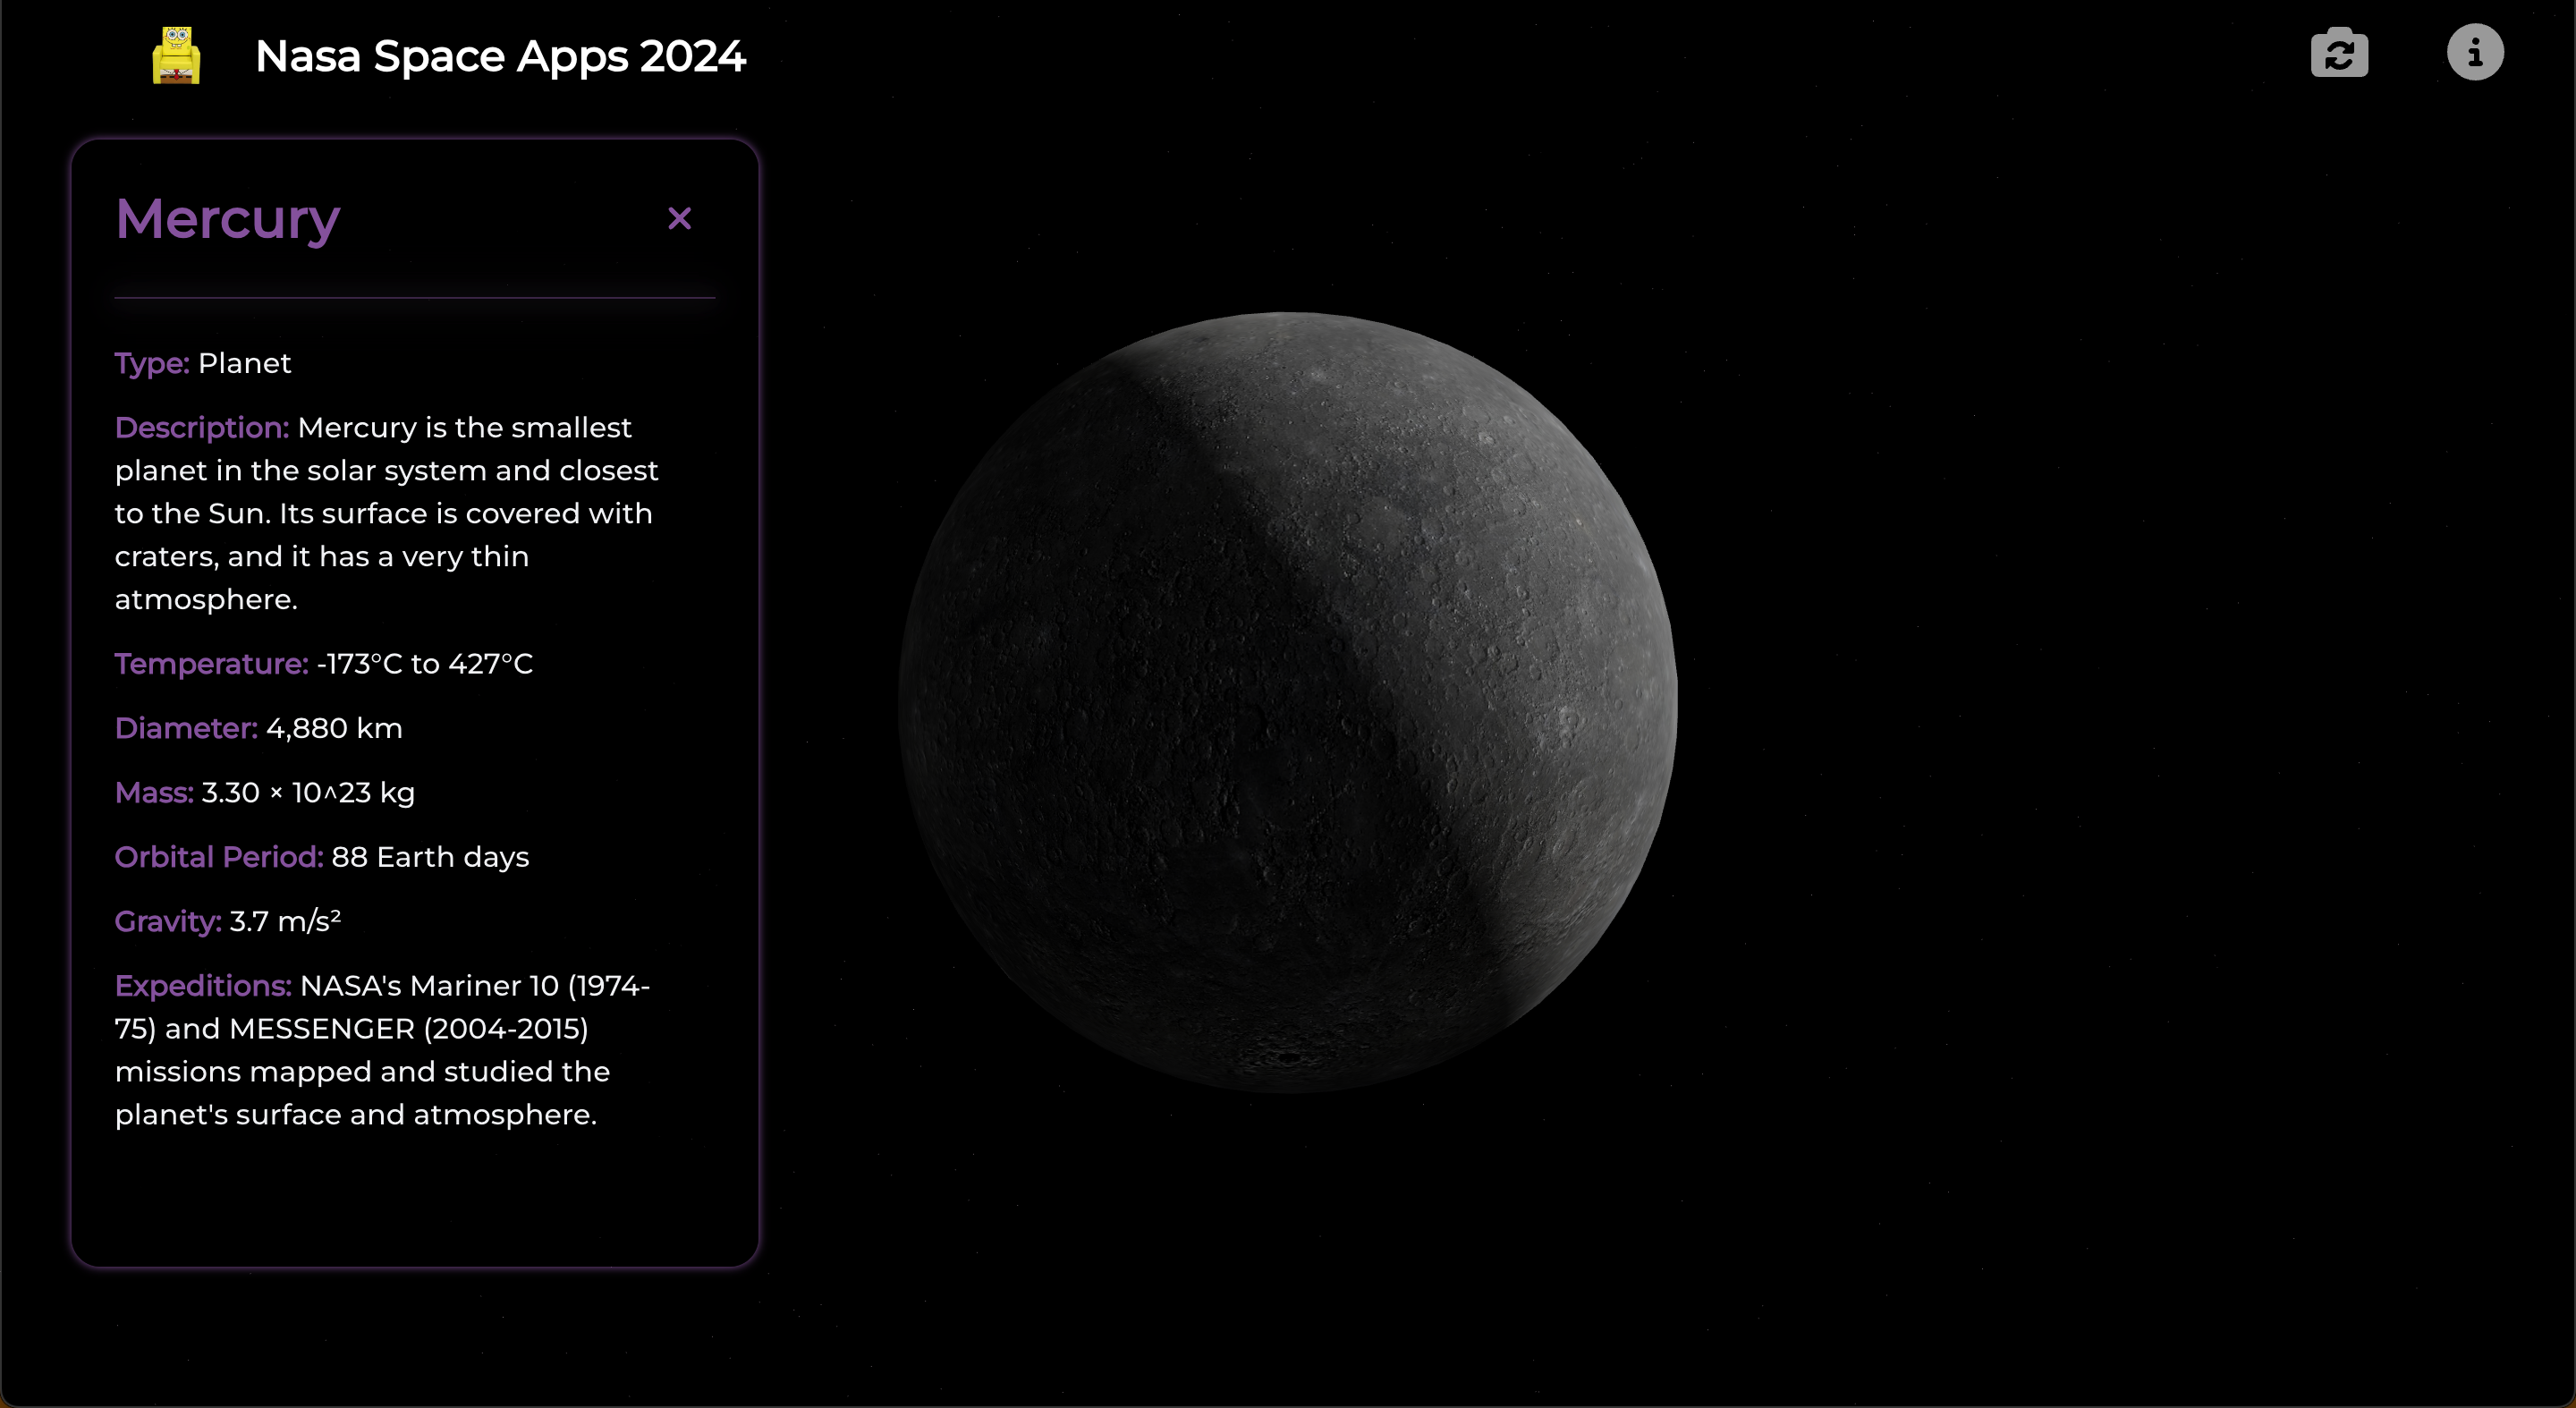 Nasa Space Apps 2024
Mercury
Type: Planet
Description: Mercury is the smallest
planet in the solar system and closest
to the Sun. Its surface is covered with
craters, and it has a very thin
atmosphere.
Temperature: -173°C to 427°C
Diameter: 4,880 km
Mass: 3.30 × 10^23 kg
Orbital Period: 88 Earth days
Gravity: 3.7 m/s²
Expeditions: NASA's Mariner 10 (1974-
75) and MESSENGER (2004-2015)
missions mapped and studied the
planet's surface and atmosphere.